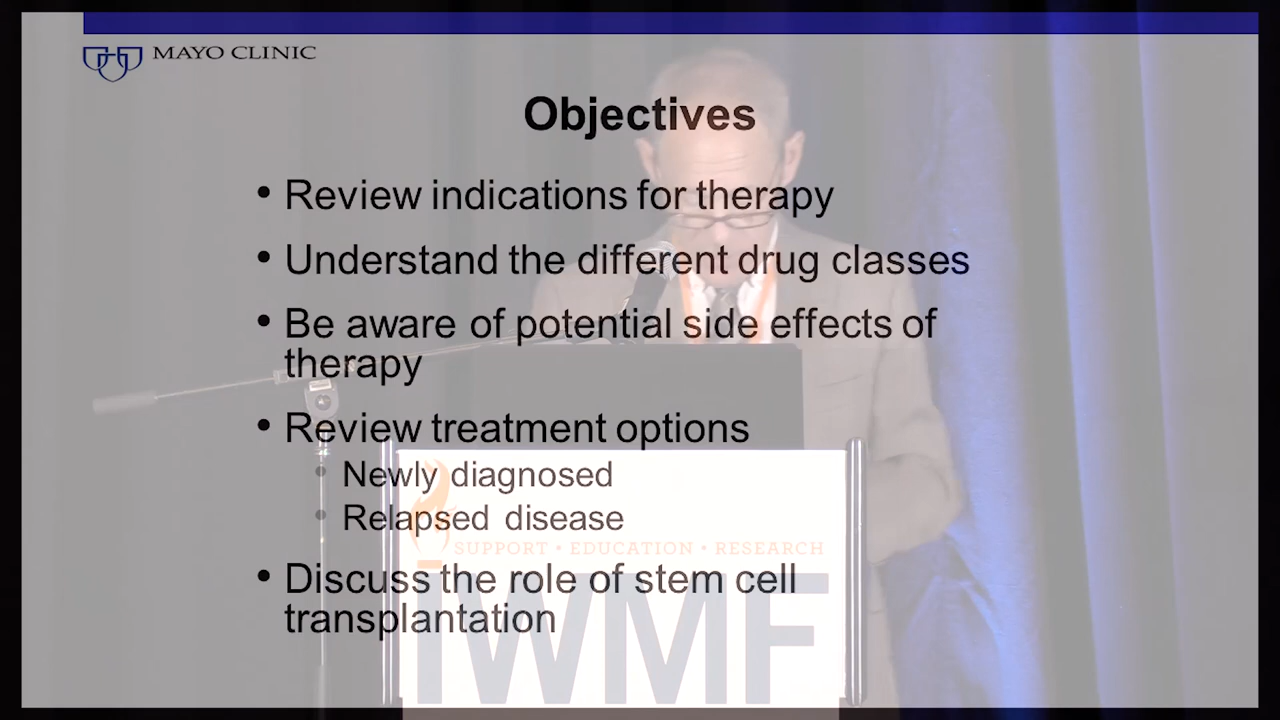 MAYO CLINIC
Objectives
• Review indications for therapy
• Understand the different drug classes
• Be aware of potential side effects of
therapy
• Review treatment options
• Newly diagnosed
• Relapsed disease
SUPPORT • EDUCATION • RESEARCH
• Discuss the role of stem cell
transplantation
IWMF